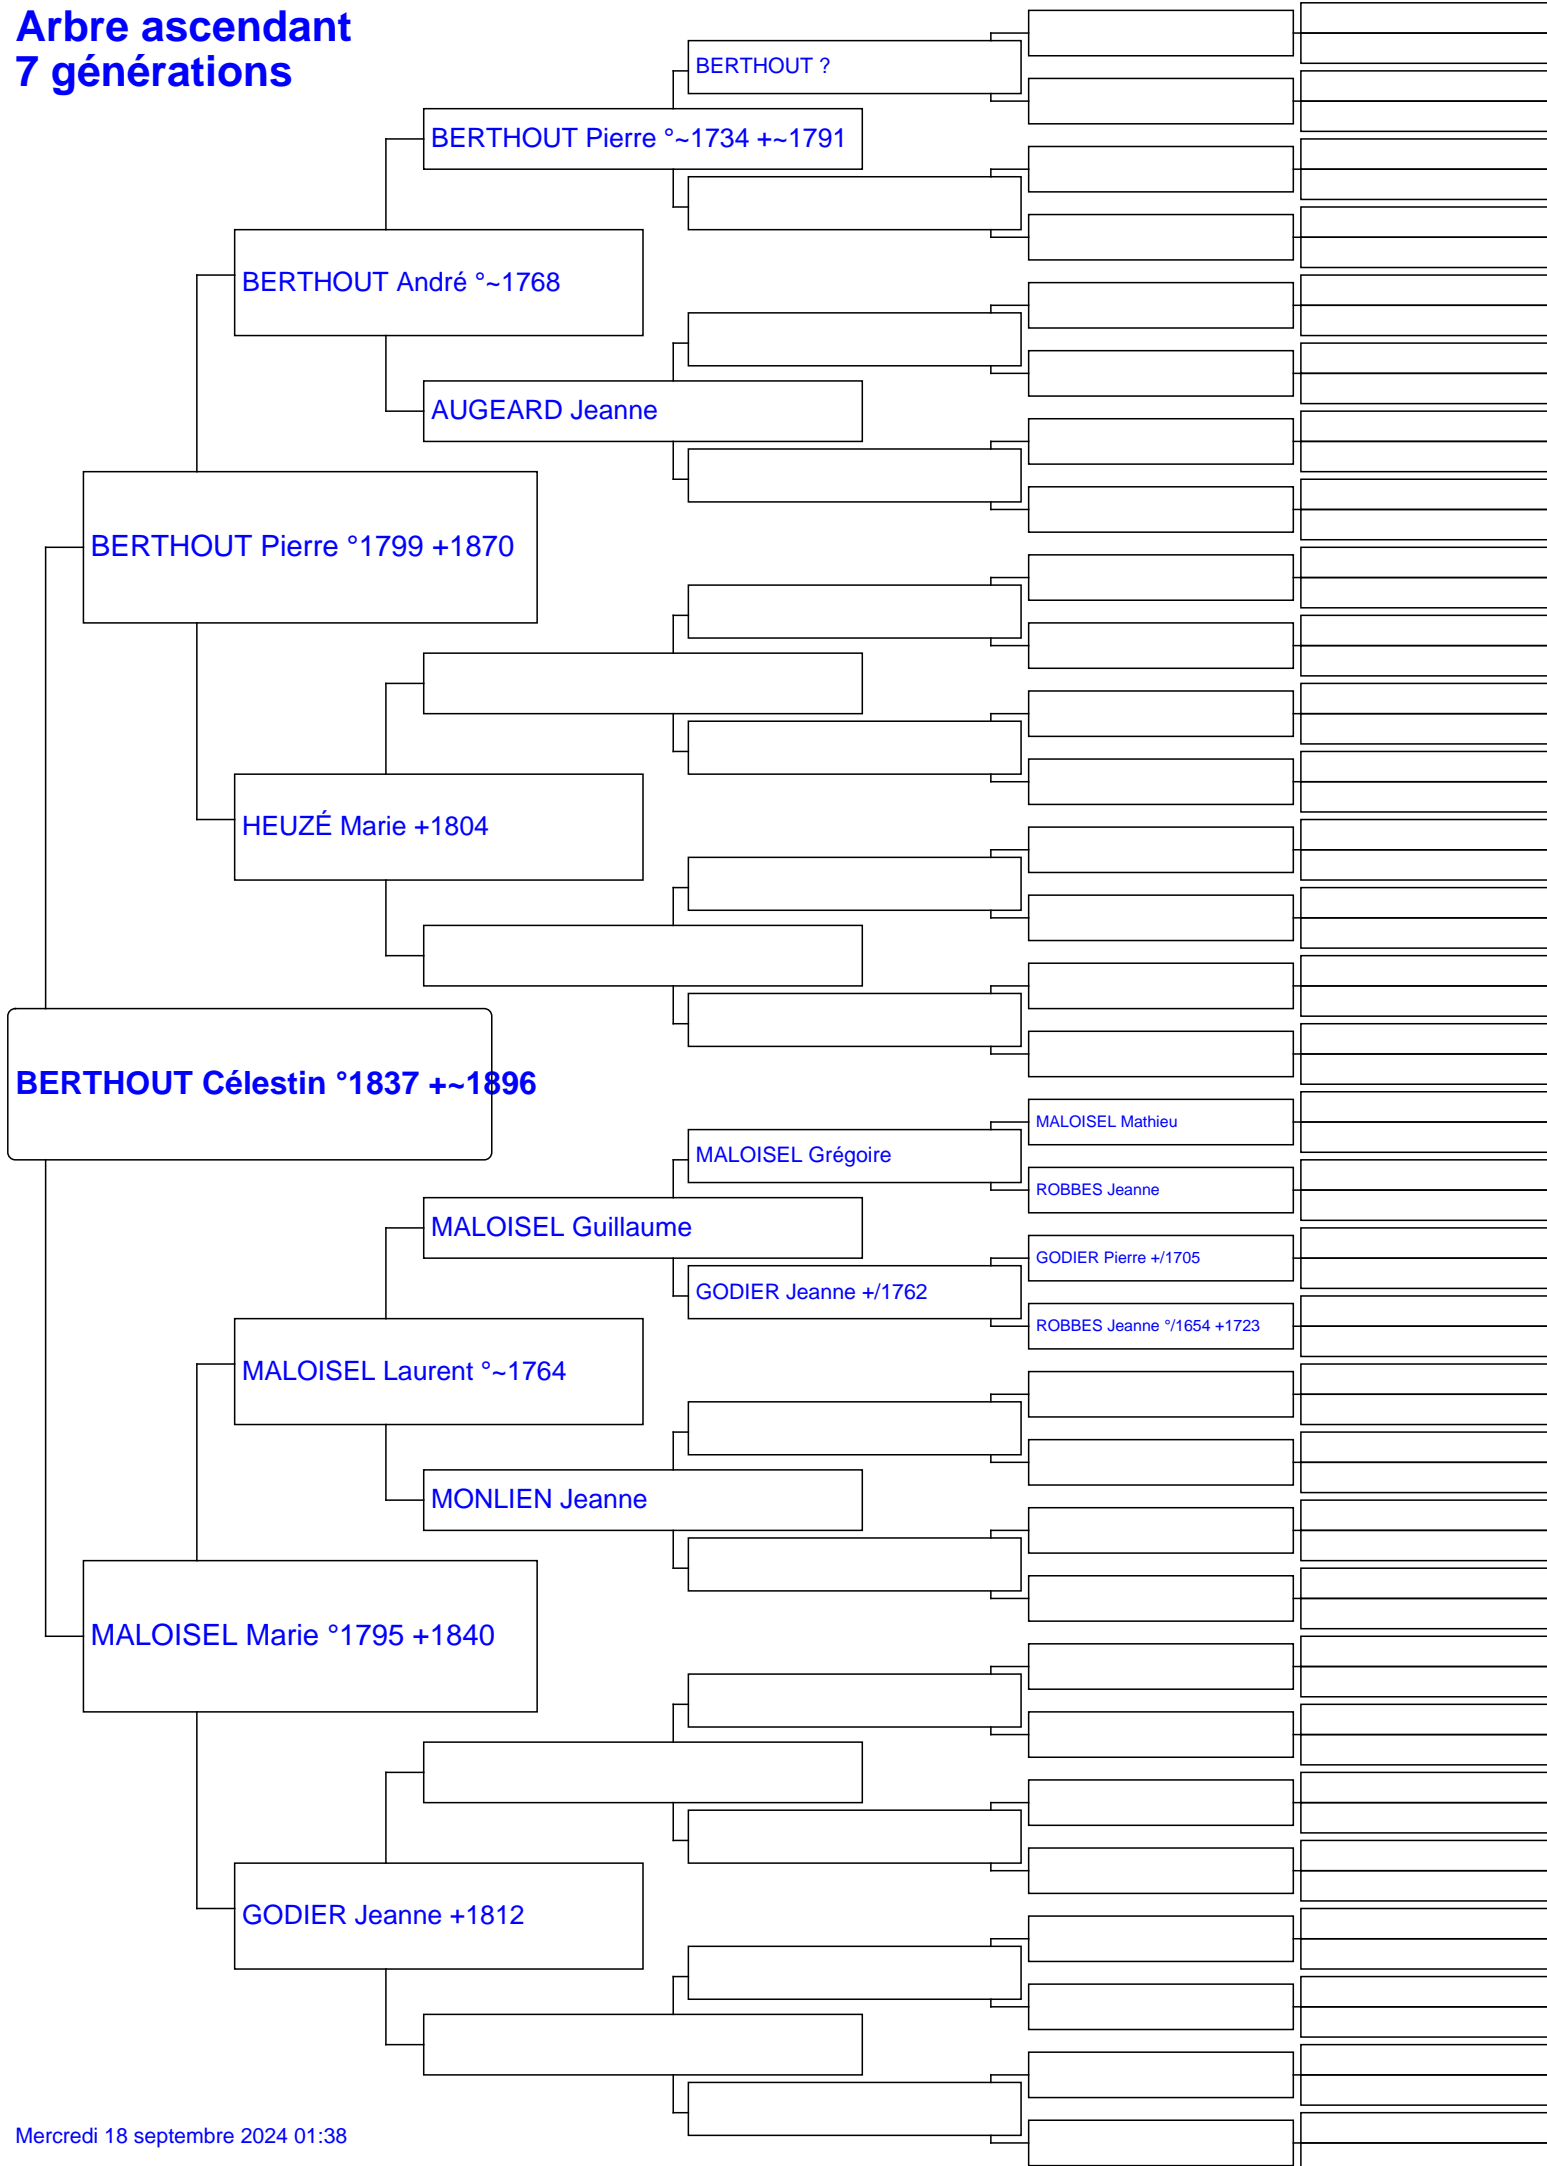 Arbre ascendant
7 générations
BERTHOUT ?
BERTHOUT Pierre °~1734 +~1791
BERTHOUT André °~1768
AUGEARD Jeanne
BERTHOUT Pierre °1799 +1870
HEUZÉ Marie +1804
BERTHOUT Célestin °1837 +~1896
MALOISEL Mathieu
MALOISEL Grégoire
ROBBES Jeanne
MALOISEL Guillaume
GODIER Pierre +/1705
GODIER Jeanne +/1762
ROBBES Jeanne °/1654 +1723
MALOISEL Laurent °~1764
MONLIEN Jeanne
MALOISEL Marie °1795 +1840
GODIER Jeanne +1812
Mercredi 18 septembre 2024 01:38